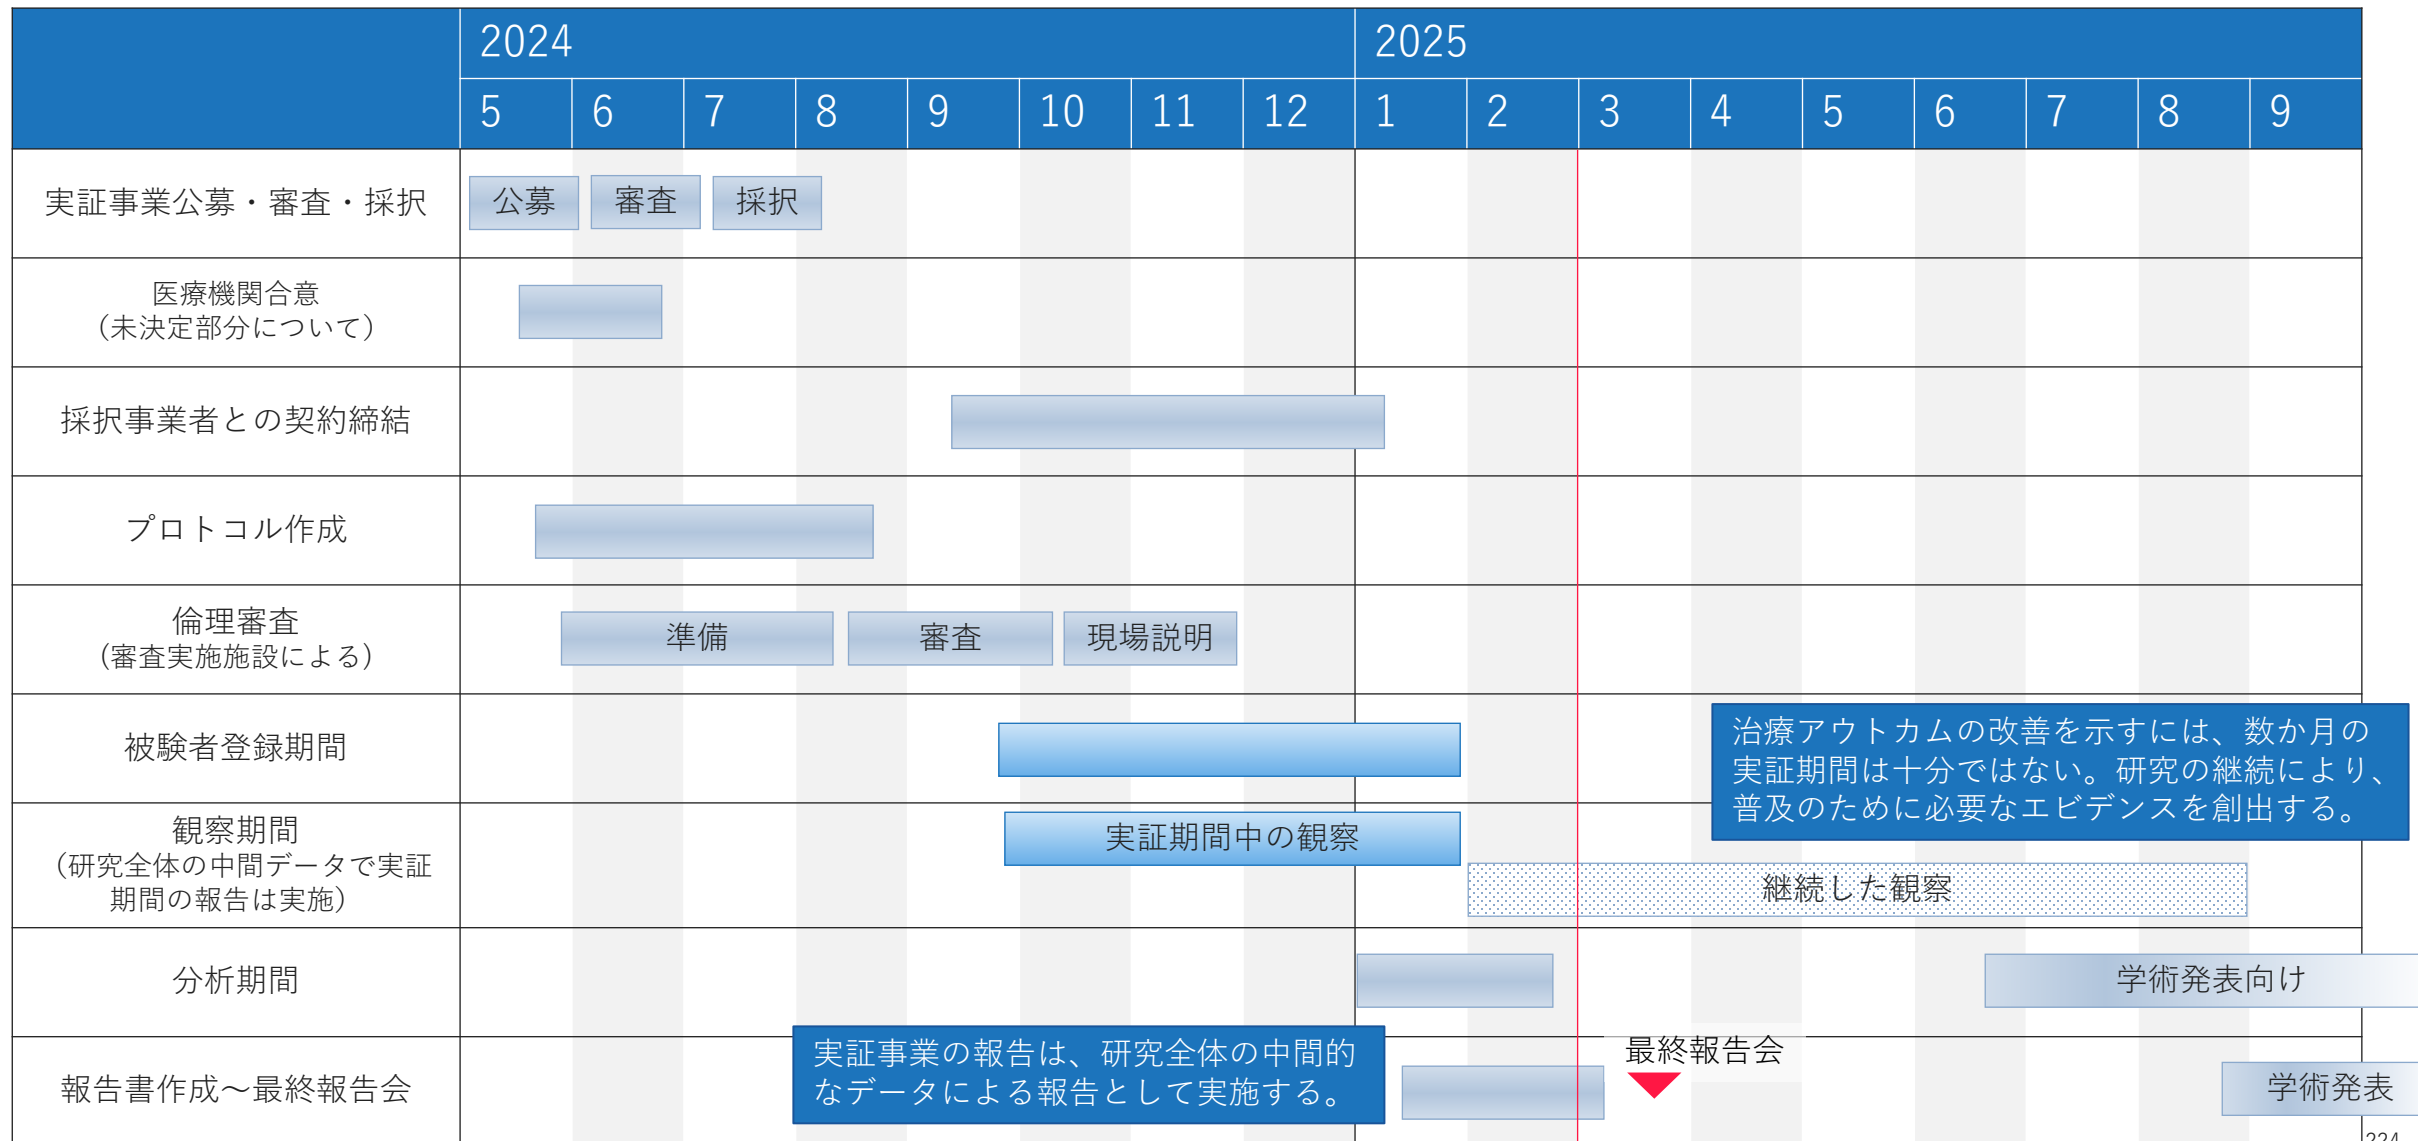 2024
2025
5
6
7
8
9
10
11
12
1
2
3
4
5
6
7
8
9
実証事業公募・審査・採択
公募
審査
採択
医療機関合意
（未決定部分について）
採択事業者との契約締結
プロトコル作成
倫理審査
（審査実施施設による）
準備
審査
現場説明
被験者登録期間
治療アウトカムの改善を示すには、数か月の
実証期間は十分ではない。研究の継続により、
普及のために必要なエビデンスを創出する。
観察期間
（研究全体の中間データで実証
期間の報告は実施）
実証期間中の観察
継続した観察
分析期間
学術発表向け
実証事業の報告は、研究全体の中間的
なデータによる報告として実施する。
報告書作成～最終報告会
最終報告会
学術発表
224